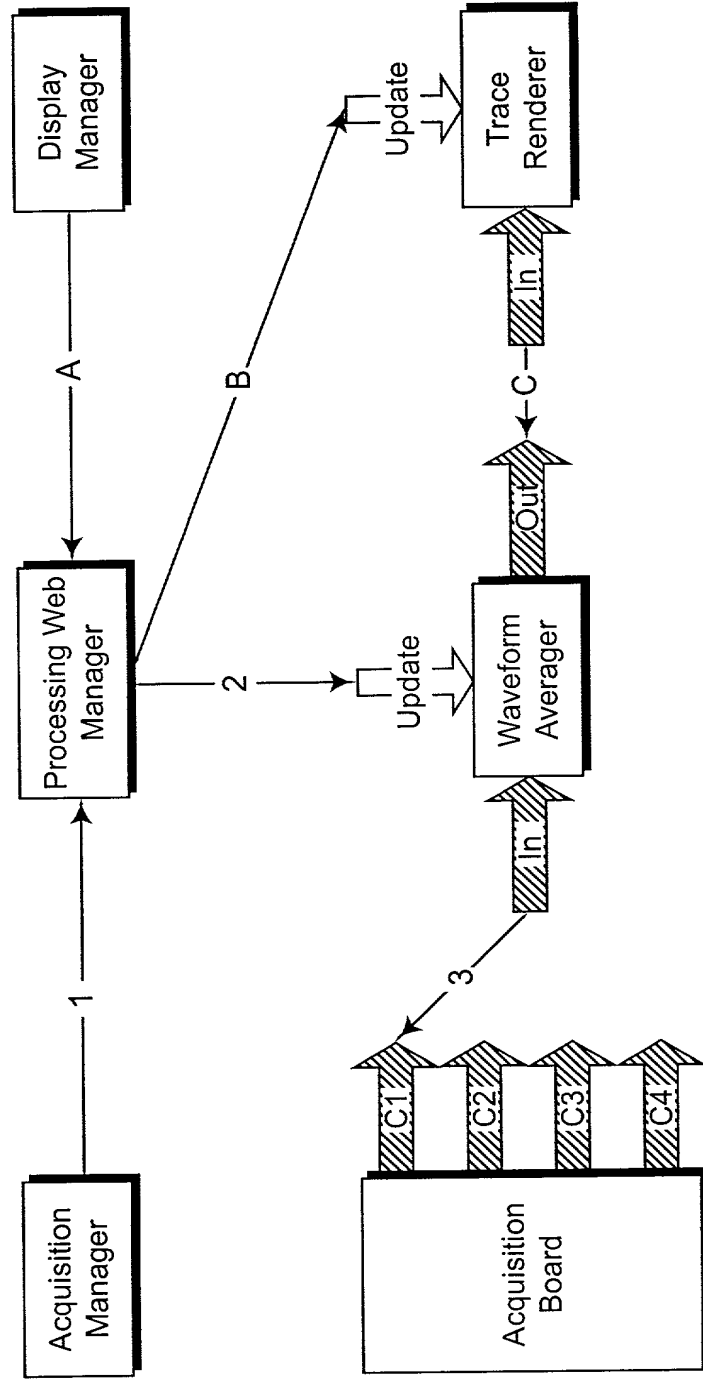 Acquisition
Manager
1
Processing Web
Manager
A
Display
Manager
2
B
Update
Update
Acquisition
Board
C1
C2
C3
C4
3
In
Waveform
Averager
Out
C
In
Trace
Renderer